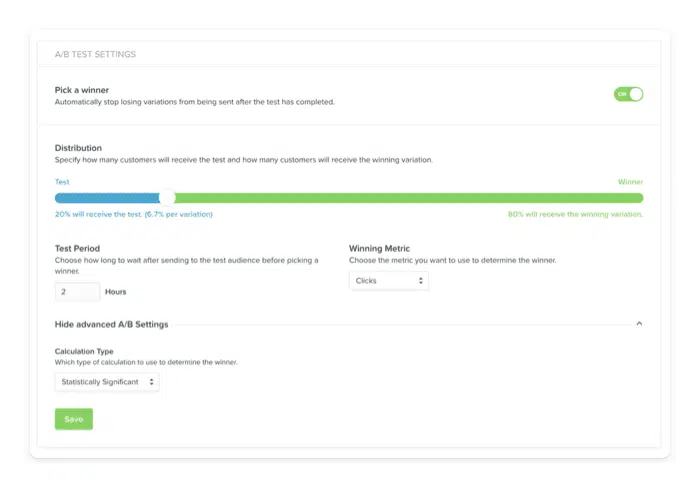 A/B TEST SETTINGS
Pick a winner
Automatically stop losing variations from being sent after the test has completed.
ON
Distribution
Specify how many customers will receive the test and how many customers will receive the winning variation.
Test
Winner
20% will receive the test. (6.7% per variation)
80% will receive the winning variation.
Test Period
Choose how long to wait after sending to the test audience before picking a
winner.
2
Hours
Winning Metric
Choose the metric you want to use to determine the winner.
Clicks
Hide advanced A/B Settings
Calculation Type
Which type of calculation to use to determine the winner.
Statistically Significant
Save